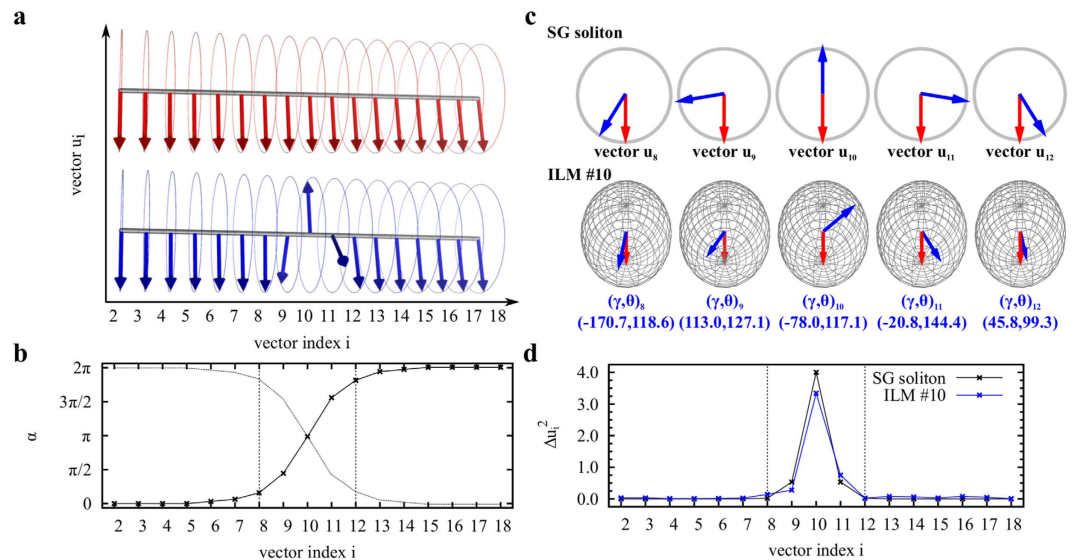 a
vector uᵢ
2 3 4 5 6 7 8 9 10 11 12 13 14 15 16 17 18
vector index i
b
α
2π
3π/2
π
π/2
0
2 3 4 5 6 7 8 9 10 11 12 13 14 15 16 17 18
vector index i
c
SG soliton
vector u₈ vector u₉ vector u₁₀ vector u₁₁ vector u₁₂
ILM #10
(γ,θ)₈ (γ,θ)₉ (γ,θ)₁₀ (γ,θ)₁₁ (γ,θ)₁₂
(-170.7,118.6) (113.0,127.1) (-78.0,117.1) (-20.8,144.4) (45.8,99.3)
d
Δuᵢ²
4.0
3.0
2.0
1.0
0.0
SG soliton
ILM #10
2 3 4 5 6 7 8 9 10 11 12 13 14 15 16 17 18
vector index i